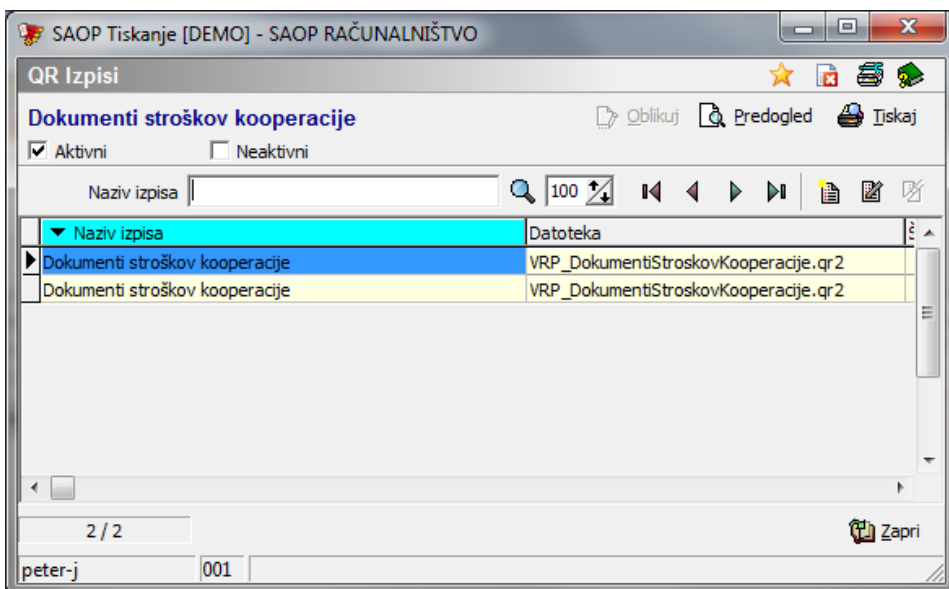 SAOP Tiskanje [DEMO] - SAOP RAČUNALNIŠTVO
QR Izpisi
Dokumenti stroškov kooperacije
Oblikuj Predogled Tiskaj
Aktivni Neaktivni
Naziv izpisa 100
Naziv izpisa Datoteka Š
Dokumenti stroškov kooperacije VRP_DokumentiStroskovKooperacije.qr2
Dokumenti stroškov kooperacije VRP_DokumentiStroskovKooperacije.qr2
2 / 2
Zapri
peter-j 001